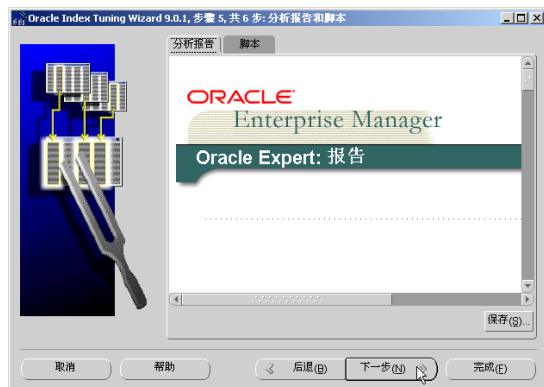 Oracle Index Tuning Wizard 9.0.1, 步骤 5, 共 6 步: 分析报告和脚本
分析报告 脚本
ORACLE
Enterprise Manager
Oracle Expert: 报告
保存(S)...
取消 帮助 后退(B) 下一步(N) 完成(F)